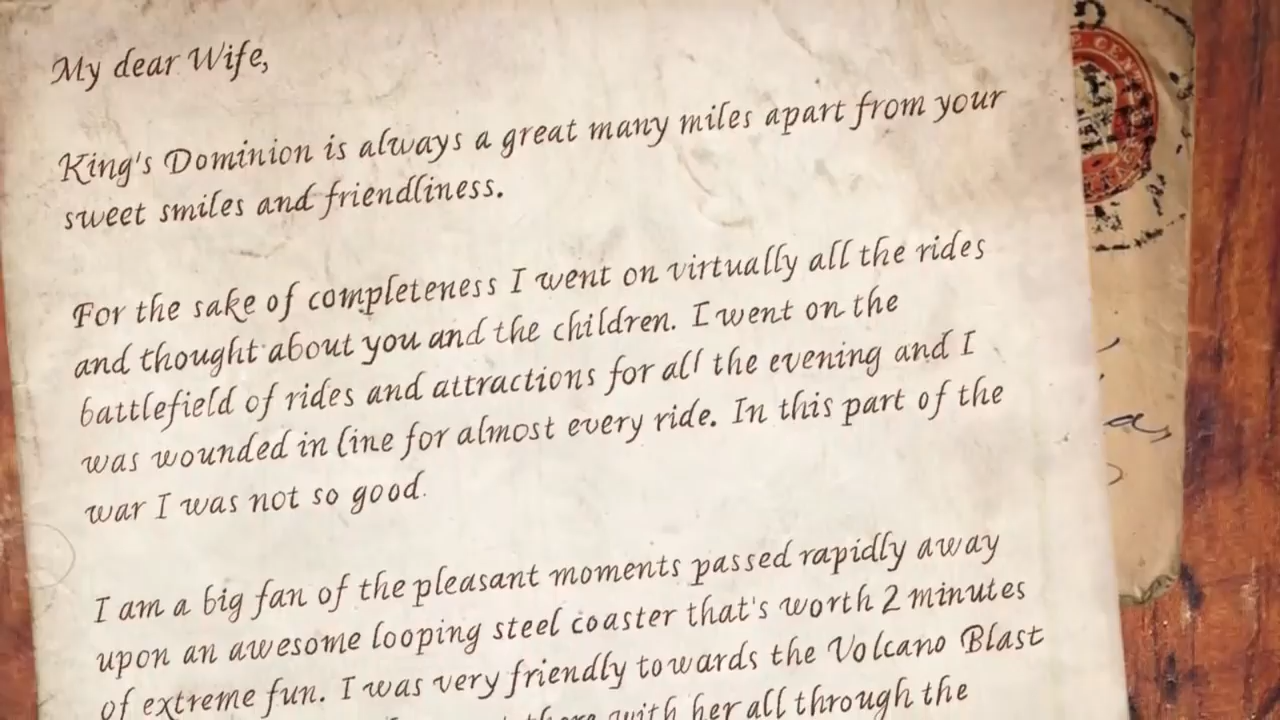 My dear Wife,
King's Dominion is always a great many miles apart from your
sweet smiles and friendliness.
For the sake of completeness I went on virtually all the rides
and thought about you and the children. I went on the
battlefield of rides and attractions for all the evening and I
was wounded in line for almost every ride. In this part of the
war I was not so good.
I am a big fan of the pleasant moments passed rapidly away
upon an awesome looping steel coaster that's worth 2 minutes
of extreme fun. I was very friendly towards the Volcano Blast
with her all through the